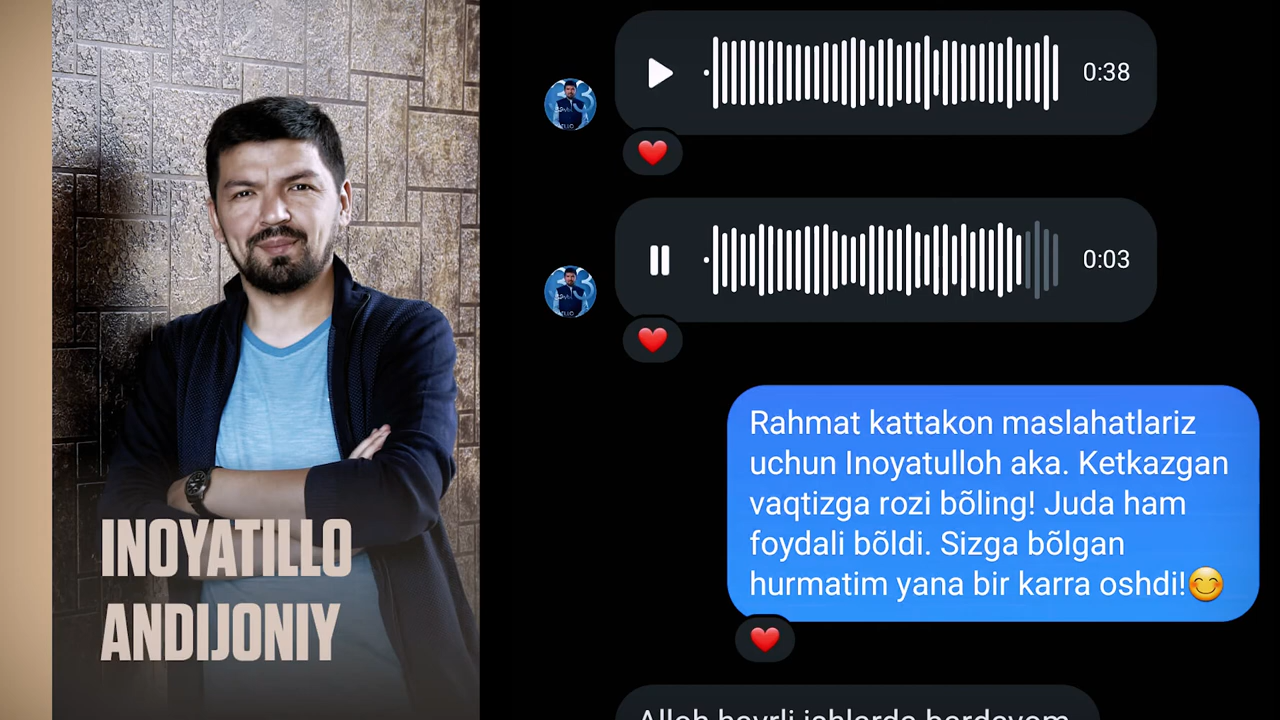 INOYATILLO
ANDIJONIY
0:38
0:03
Rahmat kattakon maslahatlariz
uchun Inoyatulloh aka. Ketkazgan
vaqtizga rozi bõling! Juda ham
foydali bõldi. Sizga bõlgan
hurmatim yana bir karra oshdi!😊
Alloh